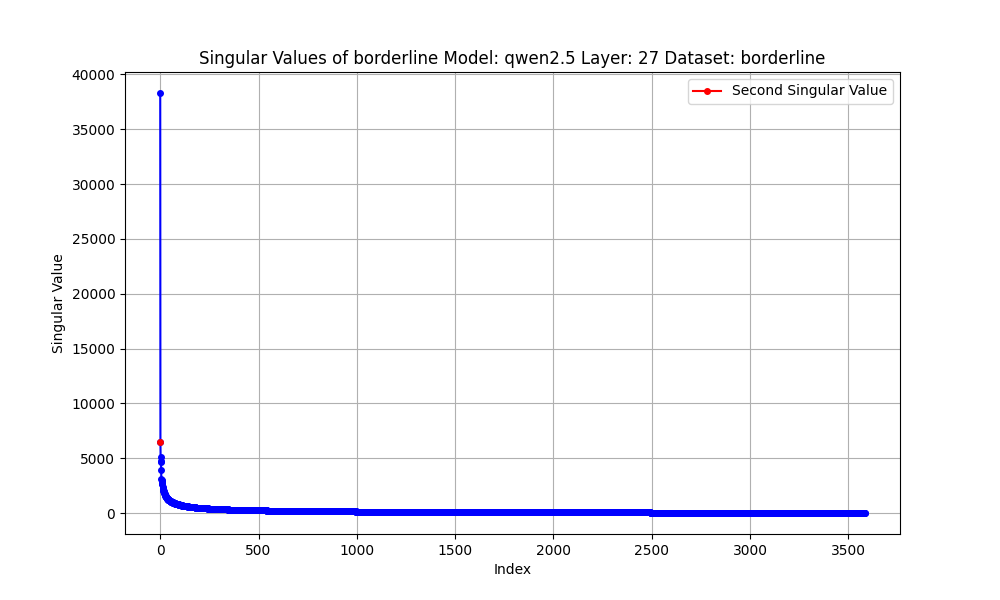 Singular Values of borderline Model: qwen2.5 Layer: 27 Dataset: borderline
Second Singular Value
40000
35000
30000
25000
20000
15000
10000
5000
0
Singular Value
0 500 1000 1500 2000 2500 3000 3500
Index